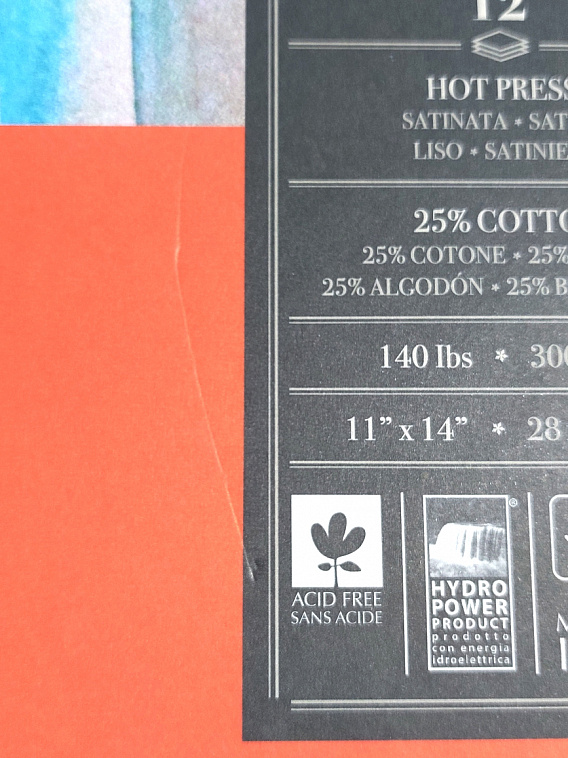 12
HOT PRESS
SATINATA * SAT
LISO * SATINIE
25% COTTO
25% COTONE * 25%
25% ALGODÓN * 25% B
140 lbs * 300
11” x 14” * 28
ACID FREE
SANS ACIDE
HYDRO
POWER
PRODUCT
prodotto
con energia
idroelettrica
®